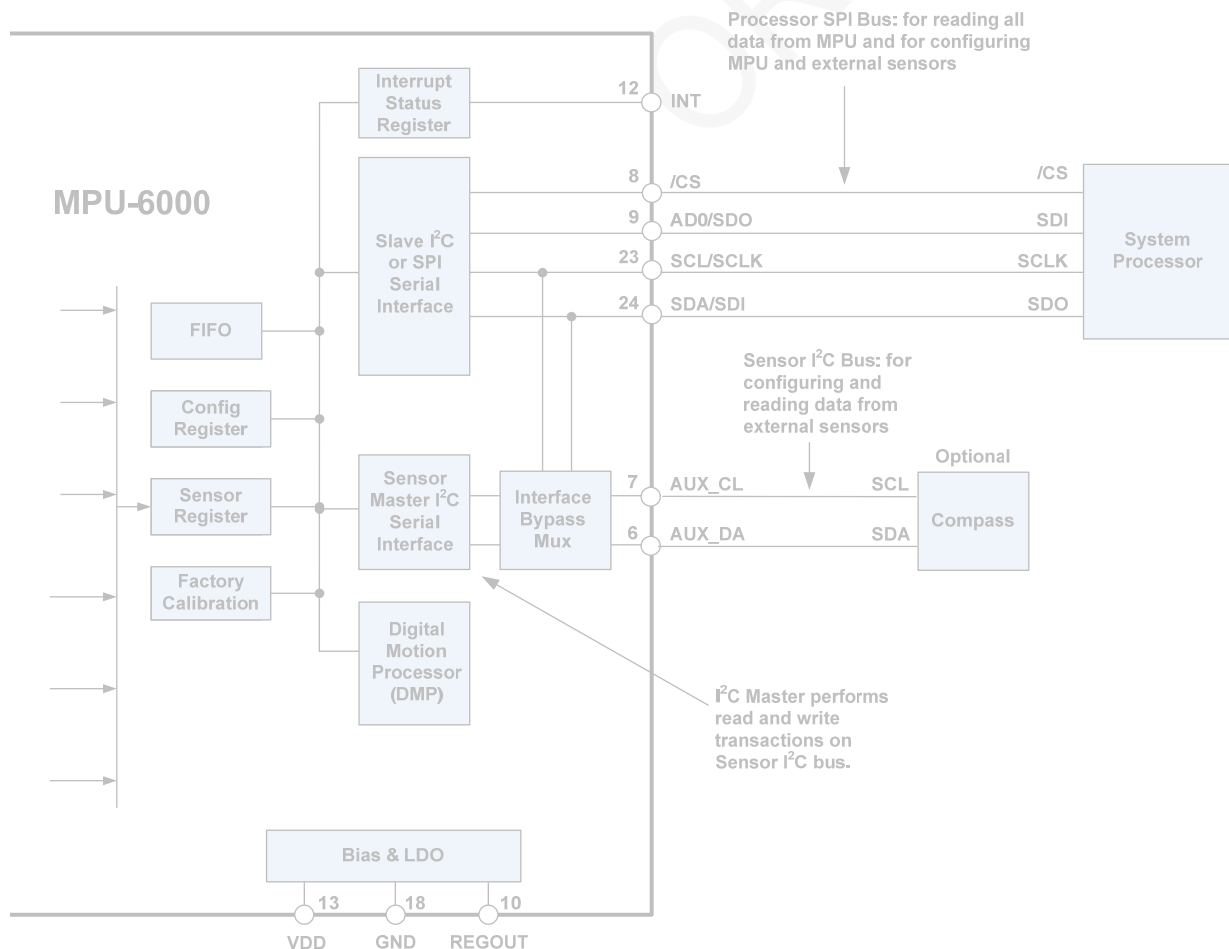 Processor SPI Bus: for reading all
data from MPU and for configuring
MPU and external sensors
Interrupt
Status
Register
12
INT
MPU-6000
Slave I²C
or SPI
Serial
Interface
8
/CS
/CS
9
AD0/SDO
SDI
23
SCL/SCLK
SCLK
24
SDA/SDI
SDO
System
Processor
FIFO
Config
Register
Sensor
Register
Factory
Calibration
Sensor I²C Bus: for
configuring and
reading data from
external sensors
Sensor
Master I²C
Serial
Interface
Interface
Bypass
Mux
7
AUX_CL
SCL
6
AUX_DA
SDA
Optional
Compass
Digital
Motion
Processor
(DMP)
I²C Master performs
read and write
transactions on
Sensor I²C bus.
Bias & LDO
13
18
10
VDD
GND
REGOUT